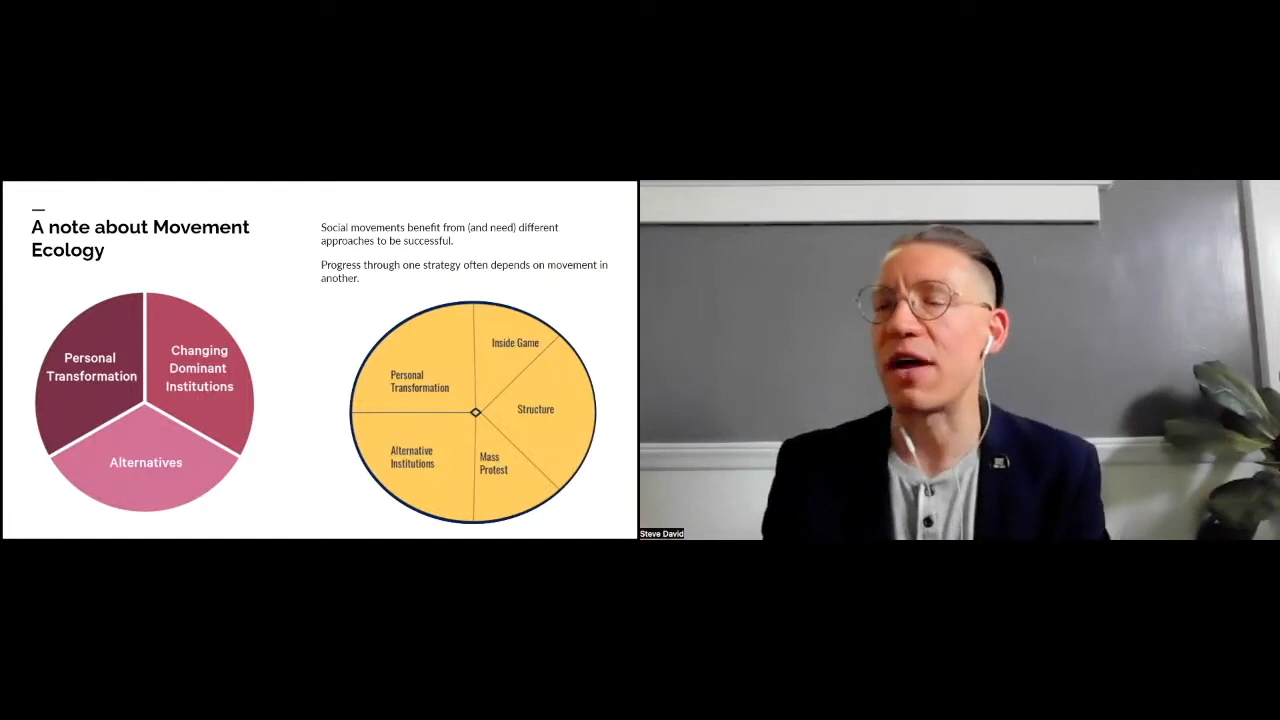 A note about Movement
Ecology
Social movements benefit from (and need) different
approaches to be successful.
Progress through one strategy often depends on movement in
another.
Personal
Transformation
Changing
Dominant
Institutions
Alternatives
Inside Game
Personal
Transformation
Structure
Alternative
Institutions
Mass
Protest
Steve David